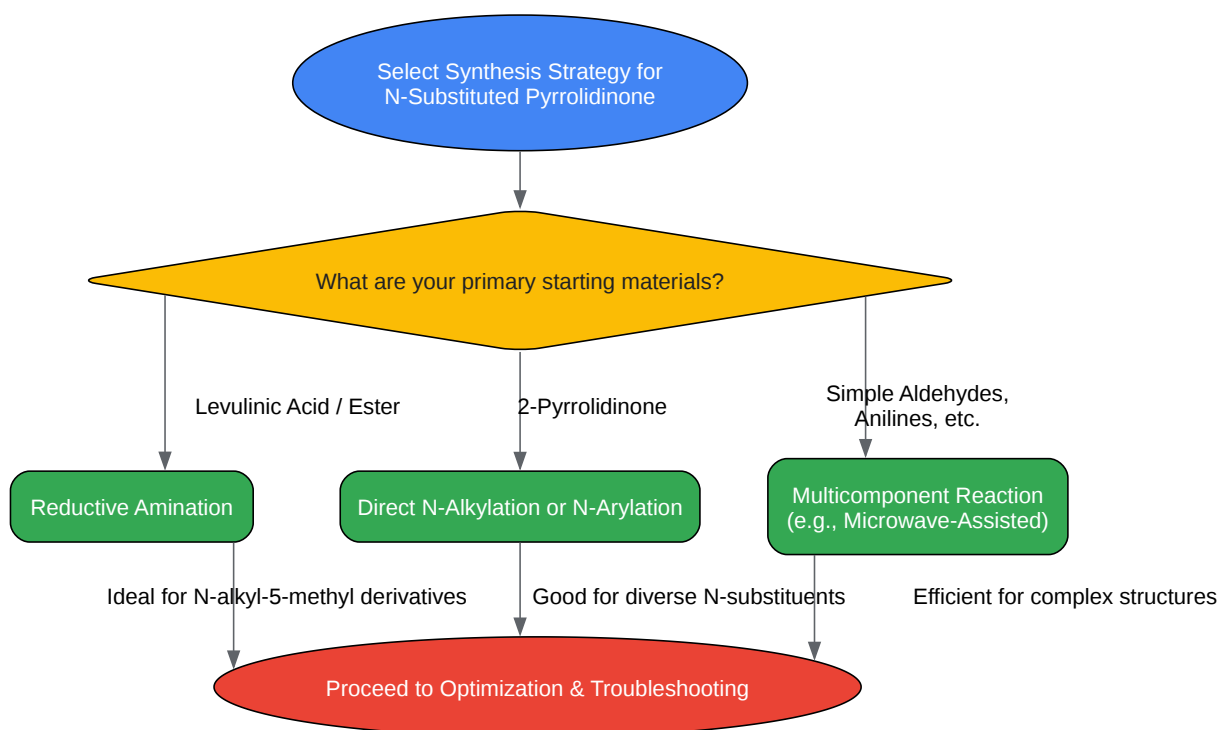 Select Synthesis Strategy for
N-Substituted Pyrrolidinone
What are your primary starting materials?
Levulinic Acid / Ester
2-Pyrrolidinone
Simple Aldehydes,
Anilines, etc.
Reductive Amination
Direct N-Alkylation or N-Arylation
Multicomponent Reaction
(e.g., Microwave-Assisted)
Ideal for N-alkyl-5-methyl derivatives
Good for diverse N-substituents
Efficient for complex structures
Proceed to Optimization & Troubleshooting